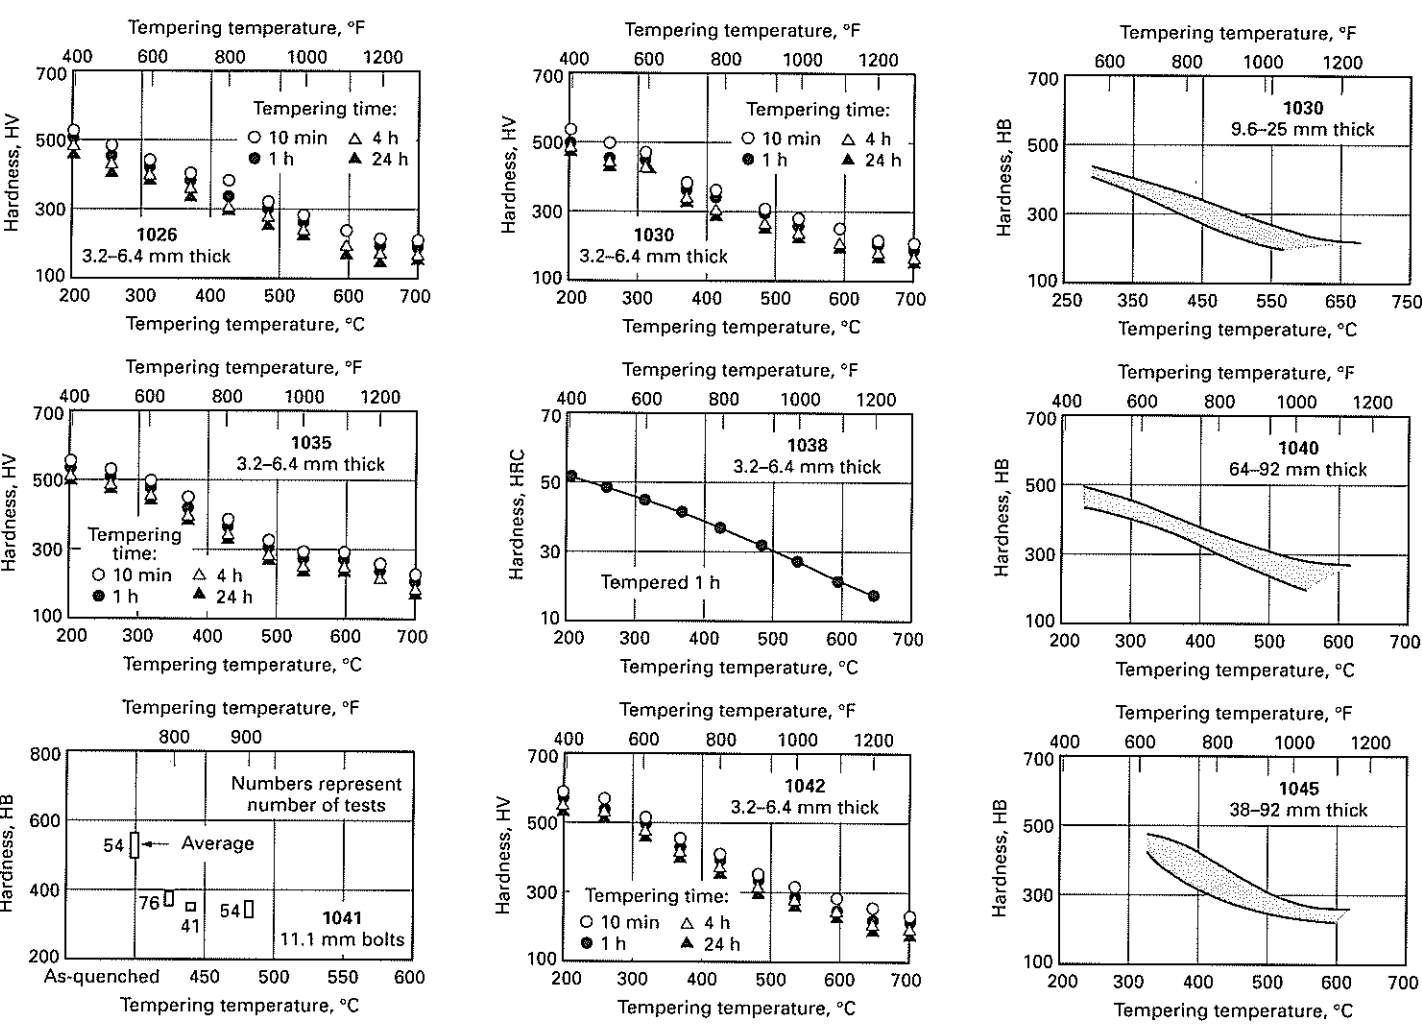 Tempering temperature, °F
400 600 800 1000 1200
700
500
300
100
Hardness, HV
Tempering time:
10 min 4 h
1 h 24 h
1026
3.2–6.4 mm thick
200 300 400 500 600 700
Tempering temperature, °C
Tempering temperature, °F
400 600 800 1000 1200
700
500
300
100
Hardness, HV
Tempering time:
10 min 4 h
1 h 24 h
1030
3.2–6.4 mm thick
200 300 400 500 600 700
Tempering temperature, °C
Tempering temperature, °F
600 800 1000 1200
700
500
300
100
Hardness, HB
1030
9.6–25 mm thick
250 350 450 550 650 750
Tempering temperature, °C
Tempering temperature, °F
400 600 800 1000 1200
700
500
300
100
Hardness, HV
1035
3.2–6.4 mm thick
Tempering
time:
10 min 4 h
1 h 24 h
200 300 400 500 600 700
Tempering temperature, °C
Tempering temperature, °F
400 600 800 1000 1200
70
50
30
10
Hardness, HRC
1038
3.2–6.4 mm thick
Tempered 1 h
200 300 400 500 600 700
Tempering temperature, °C
Tempering temperature, °F
400 600 800 1000 1200
700
500
300
100
Hardness, HB
1040
64–92 mm thick
200 300 400 500 600 700
Tempering temperature, °C
Tempering temperature, °F
800 900
800
600
400
200
Hardness, HB
Numbers represent
number of tests
54 Average
76
41
54
1041
11.1 mm bolts
As-quenched 450 500 550 600
Tempering temperature, °C
Tempering temperature, °F
400 600 800 1000 1200
700
500
300
100
Hardness, HV
1042
3.2–6.4 mm thick
Tempering time:
10 min 4 h
1 h 24 h
200 300 400 500 600 700
Tempering temperature, °C
Tempering temperature, °F
400 600 800 1000 1200
700
500
300
100
Hardness, HB
1045
38–92 mm thick
200 300 400 500 600 700
Tempering temperature, °C